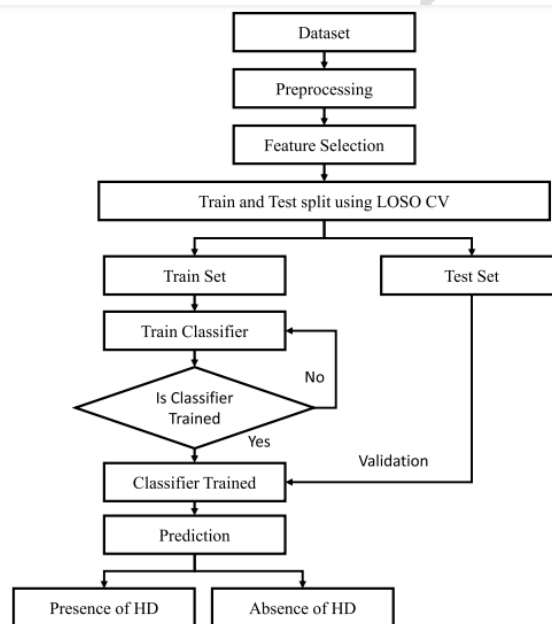 Dataset
Preprocessing
Feature Selection
Train and Test split using LOSO CV
Train Set
Test Set
Train Classifier
No
Is Classifier
Trained
Yes
Validation
Classifier Trained
Prediction
Presence of HD
Absence of HD